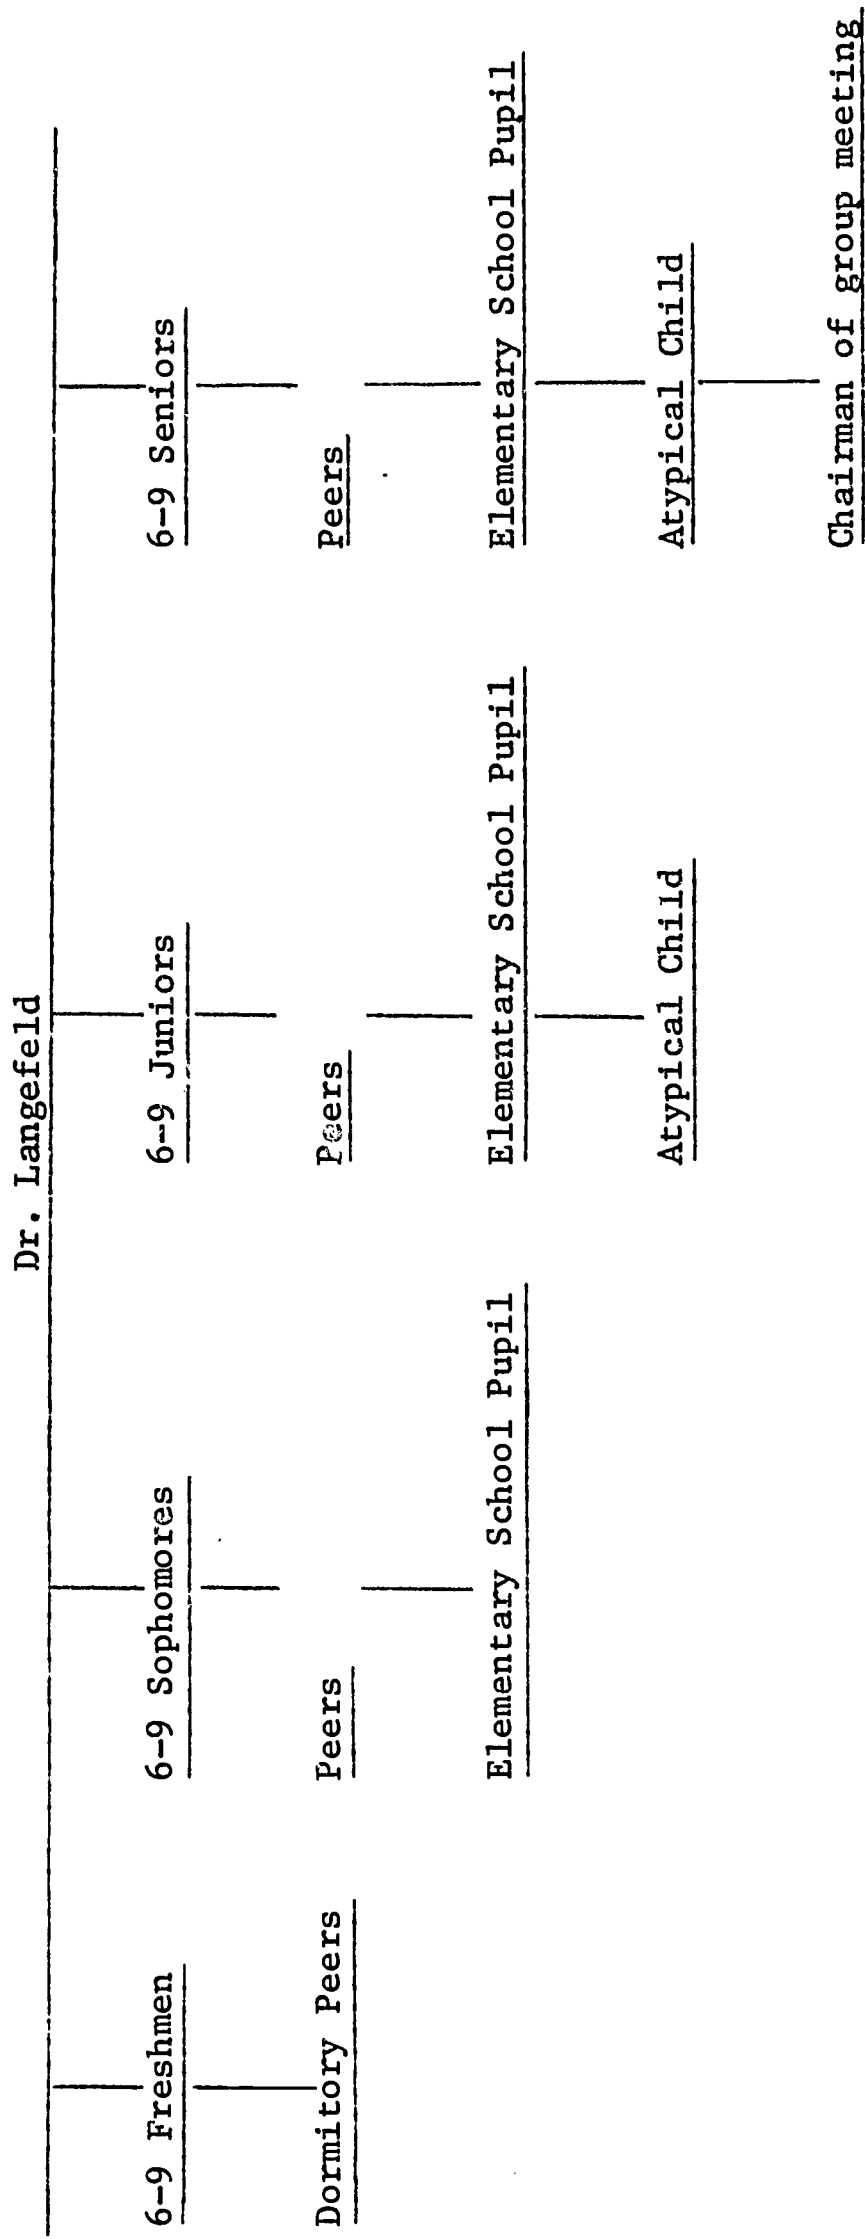 Dr. Langefeld
6-9 Freshmen
6-9 Sophomores
6-9 Juniors
6-9 Seniors
Dormitory Peers
Peers
Peers
Peers
Elementary School Pupil
Elementary School Pupil
Elementary School Pupil
Atypical Child
Atypical Child
Chairman of group meeting